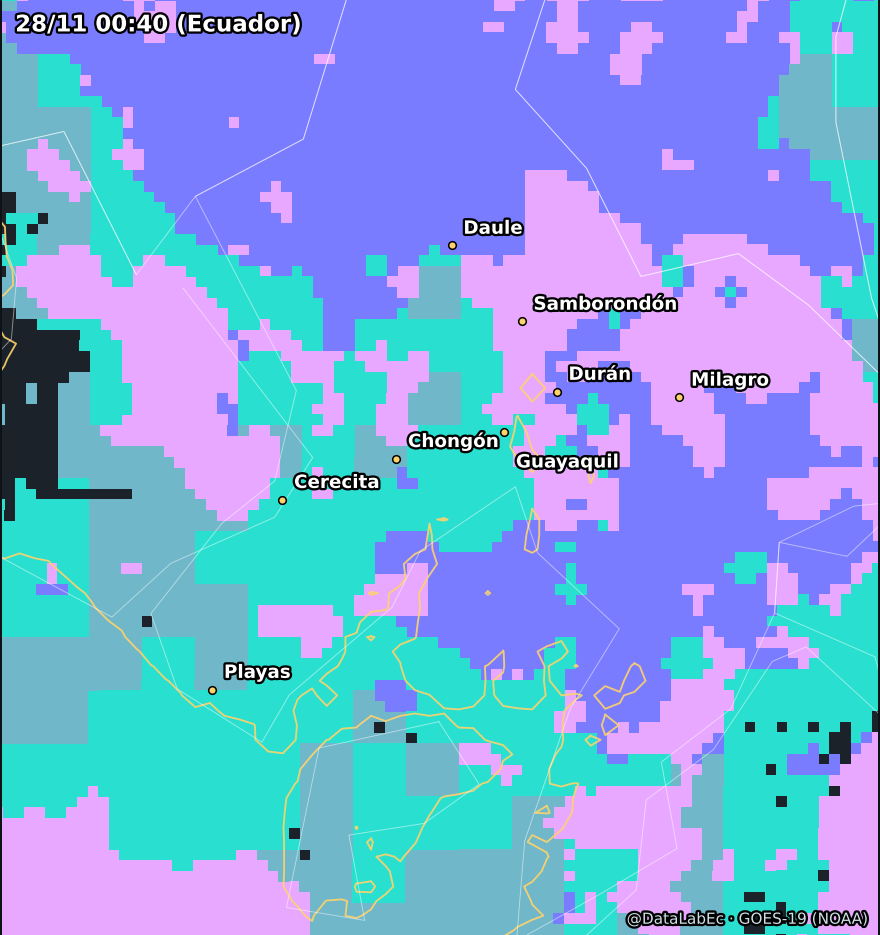 28/11 00:40 (Ecuador)
Daule
Samborondón
Durán
Milagro
Chongón
Guayaquil
Cerecita
Playas
@DataLabEc · GOES-19 (NOAA)